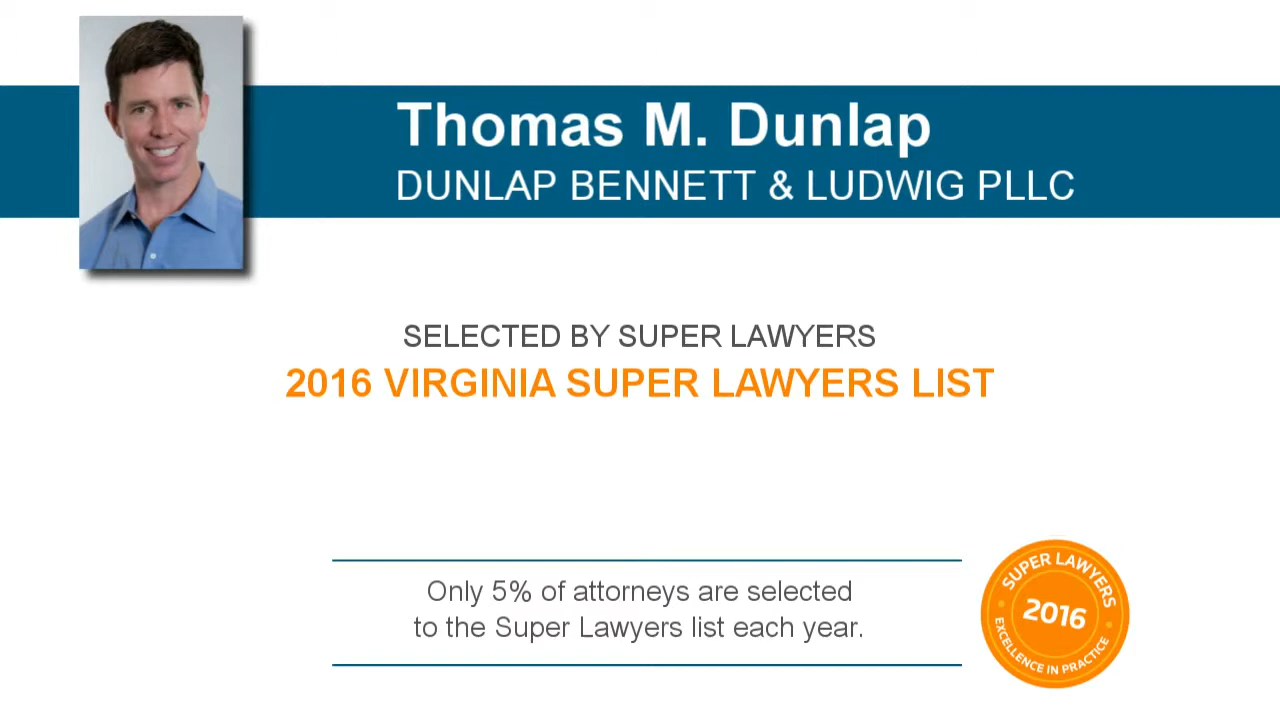 Thomas M. Dunlap
DUNLAP BENNETT & LUDWIG PLLC
SELECTED BY SUPER LAWYERS
2016 VIRGINIA SUPER LAWYERS LIST
Only 5% of attorneys are selected
to the Super Lawyers list each year.
SUPER LAWYERS
2016
EXCELLENCE IN PRACTICE